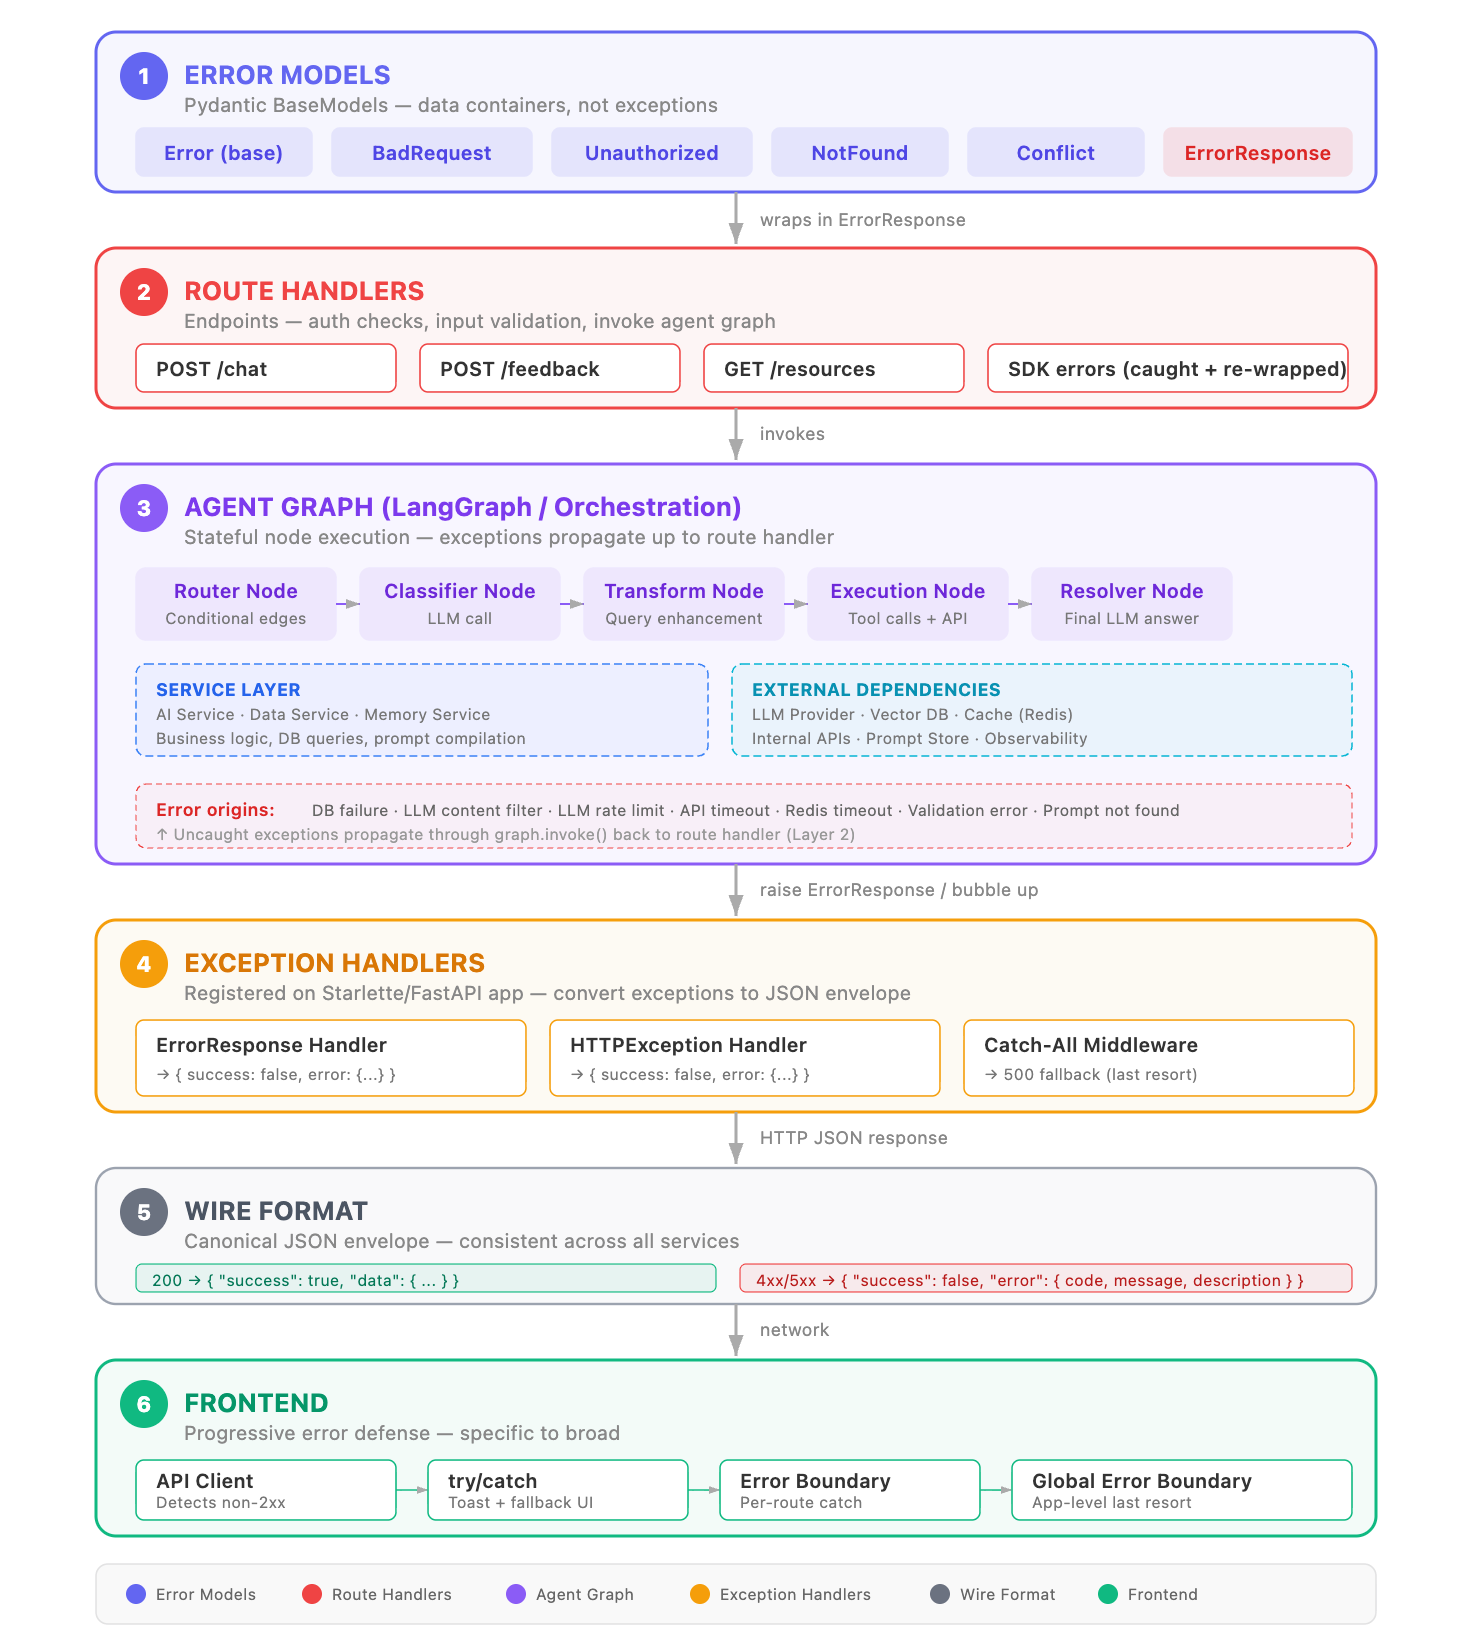 1
ERROR MODELS
Pydantic BaseModels — data containers, not exceptions
Error (base)
BadRequest
Unauthorized
NotFound
Conflict
ErrorResponse
wraps in ErrorResponse
2
ROUTE HANDLERS
Endpoints — auth checks, input validation, invoke agent graph
POST /chat
POST /feedback
GET /resources
SDK errors (caught + re-wrapped)
invokes
3
AGENT GRAPH (LangGraph / Orchestration)
Stateful node execution — exceptions propagate up to route handler
Router Node
Conditional edges
Classifier Node
LLM call
Transform Node
Query enhancement
Execution Node
Tool calls + API
Resolver Node
Final LLM answer
SERVICE LAYER
AI Service · Data Service · Memory Service
Business logic, DB queries, prompt compilation
EXTERNAL DEPENDENCIES
LLM Provider · Vector DB · Cache (Redis)
Internal APIs · Prompt Store · Observability
Error origins: DB failure · LLM content filter · LLM rate limit · API timeout · Redis timeout · Validation error · Prompt not found
↑ Uncaught exceptions propagate through graph.invoke() back to route handler (Layer 2)
raise ErrorResponse / bubble up
4
EXCEPTION HANDLERS
Registered on Starlette/FastAPI app — convert exceptions to JSON envelope
ErrorResponse Handler
→ { success: false, error: {...} }
HTTPException Handler
→ { success: false, error: {...} }
Catch-All Middleware
→ 500 fallback (last resort)
HTTP JSON response
5
WIRE FORMAT
Canonical JSON envelope — consistent across all services
200 → { "success": true, "data": { ... } }
4xx/5xx → { "success": false, "error": { code, message, description } }
network
6
FRONTEND
Progressive error defense — specific to broad
API Client
Detects non-2xx
try/catch
Toast + fallback UI
Error Boundary
Per-route catch
Global Error Boundary
App-level last resort
Error Models
Route Handlers
Agent Graph
Exception Handlers
Wire Format
Frontend